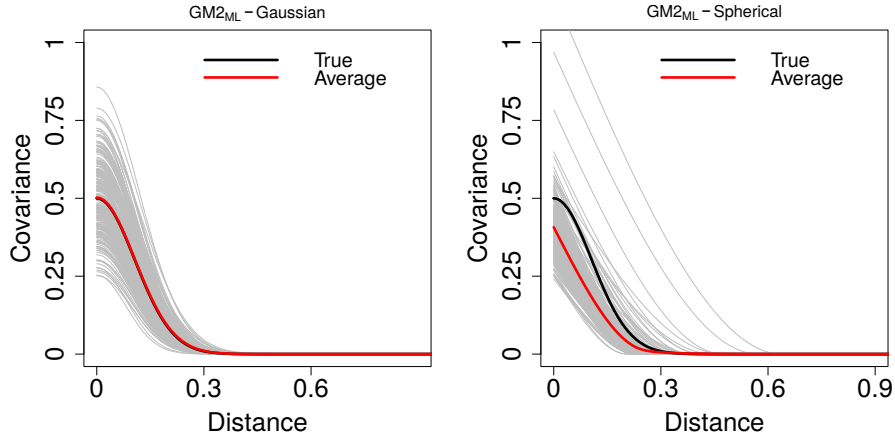 GM2ML − Gaussian
True
Average
Covariance
0 0.25 0.5 0.75 1
0 0.3 0.6
Distance
GM2ML − Spherical
True
Average
Covariance
0 0.25 0.5 0.75 1
0 0.3 0.6 0.9
Distance